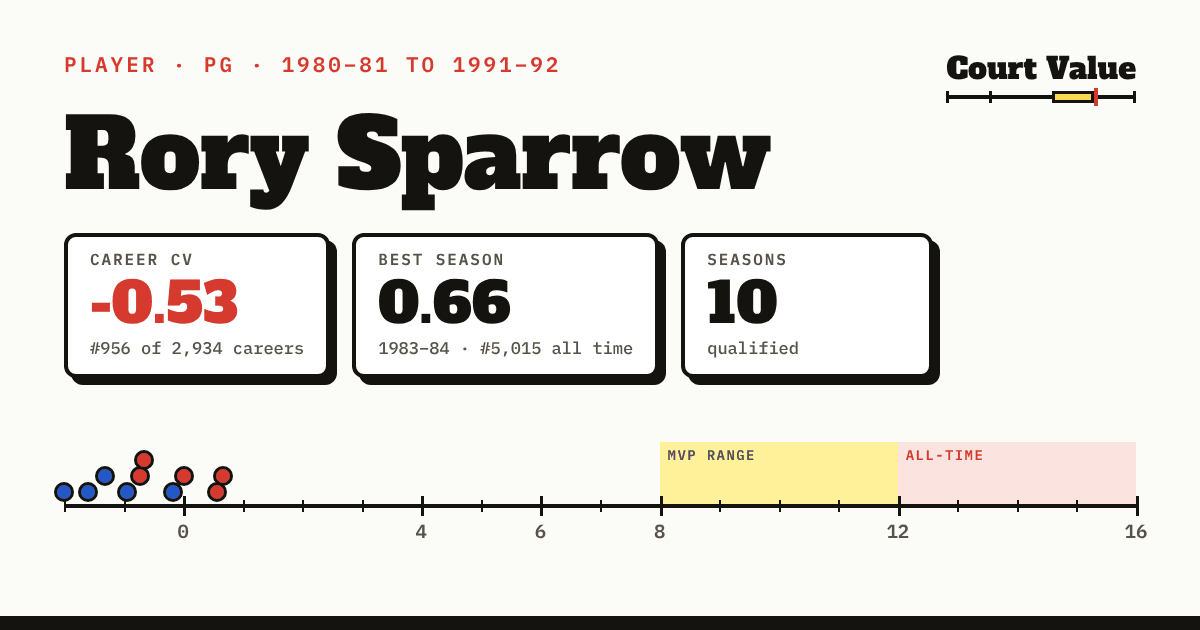 PLAYER · PG · 1980–81 TO 1991–92
Court Value
Rory Sparrow
CAREER CV
-0.53
#956 of 2,934 careers
BEST SEASON
0.66
1983–84 · #5,015 all time
SEASONS
10
qualified
MVP RANGE
ALL-TIME
0 4 6 8 12 16